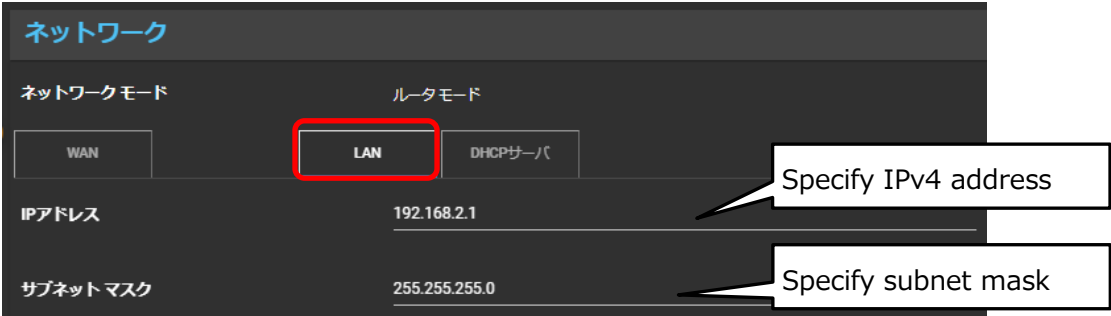 ネットワーク
ネットワークモード ルータモード
WAN LAN DHCPサーバ
Specify IPv4 address
IPアドレス 192.168.2.1
Specify subnet mask
サブネットマスク 255.255.255.0